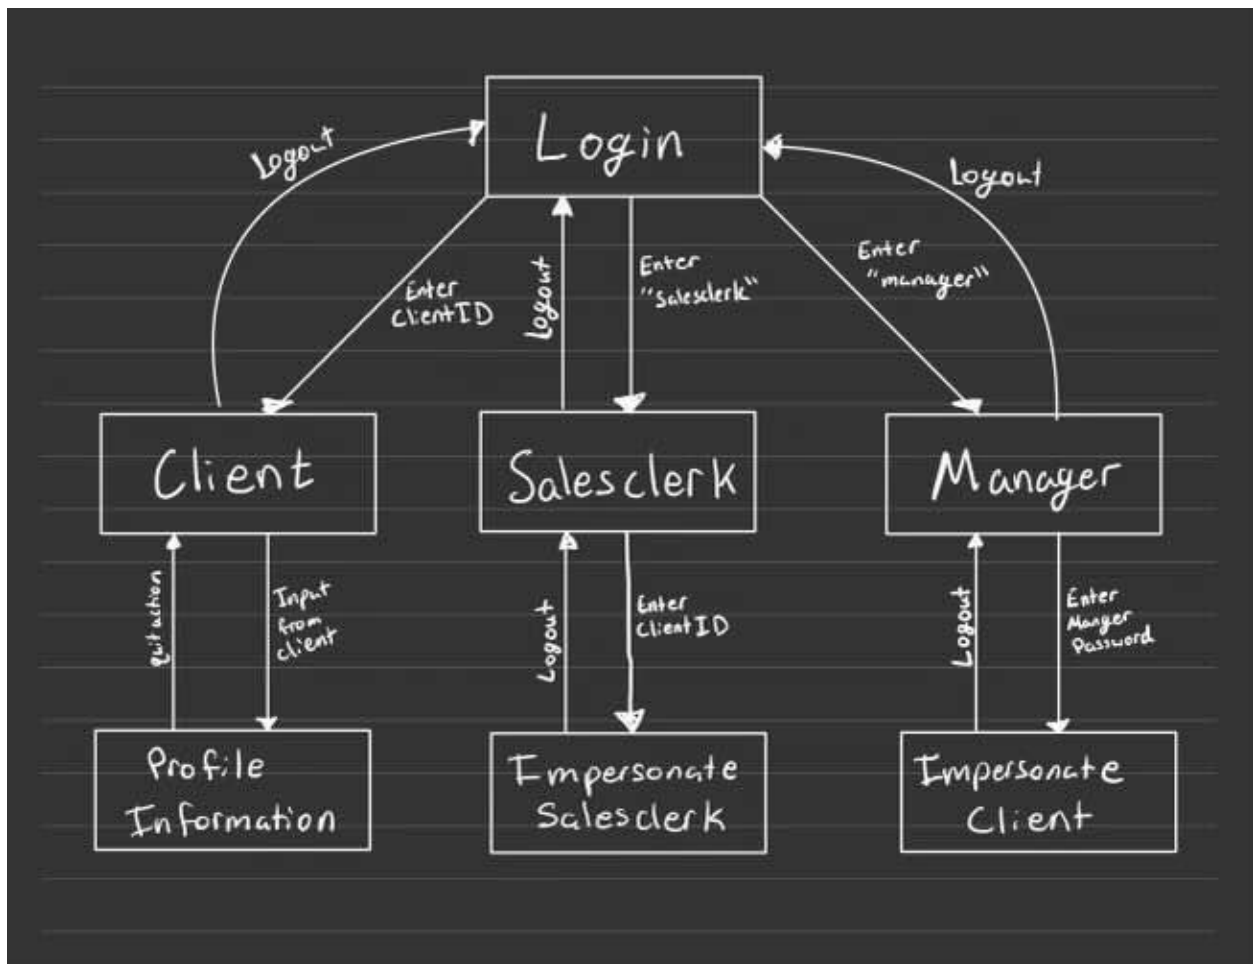 Login
Logout
Logout
Enter
ClientID
Logout
Enter
"Salesclerk"
Enter
"manager"
Client
Salesclerk
Manager
quit action
Input
from
client
Logout
Enter
ClientID
Logout
Enter
Manger
Password
Profile
Information
Impersonate
Salesclerk
Impersonate
Client